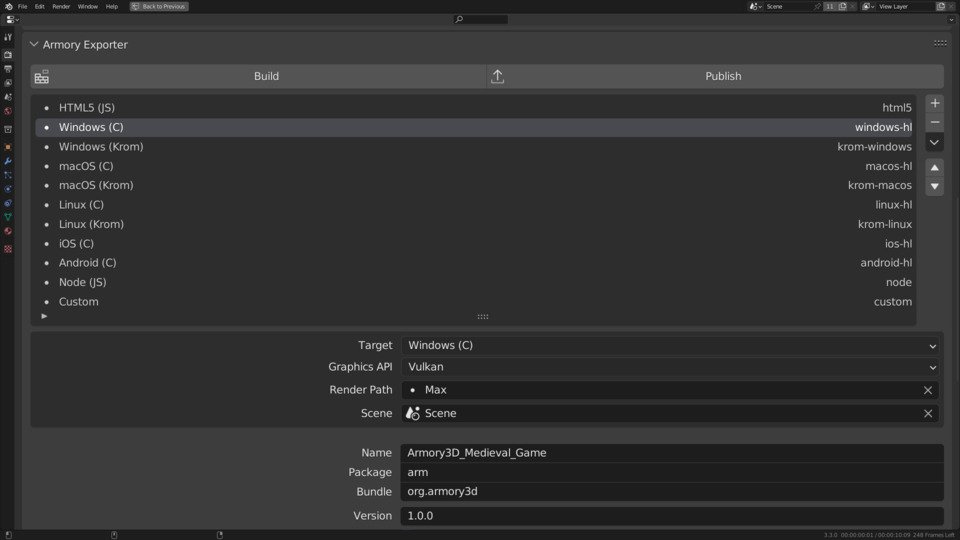 File Edit Render Window Help Back to Previous Scene 11 View Layer
Armory Exporter
Build Publish
HTML5 (JS) html5
Windows (C) windows-hl
Windows (Krom) krom-windows
macOS (C) macos-hl
macOS (Krom) krom-macos
Linux (C) linux-hl
Linux (Krom) krom-linux
iOS (C) ios-hl
Android (C) android-hl
Node (JS) node
Custom custom
Target Windows (C)
Graphics API Vulkan
Render Path Max
Scene Scene
Name Armory3D_Medieval_Game
Package arm
Bundle org.armory3d
Version 1.0.0
3.3.0 00:00:00:01 / 00:00:10:09 248 Frames Left